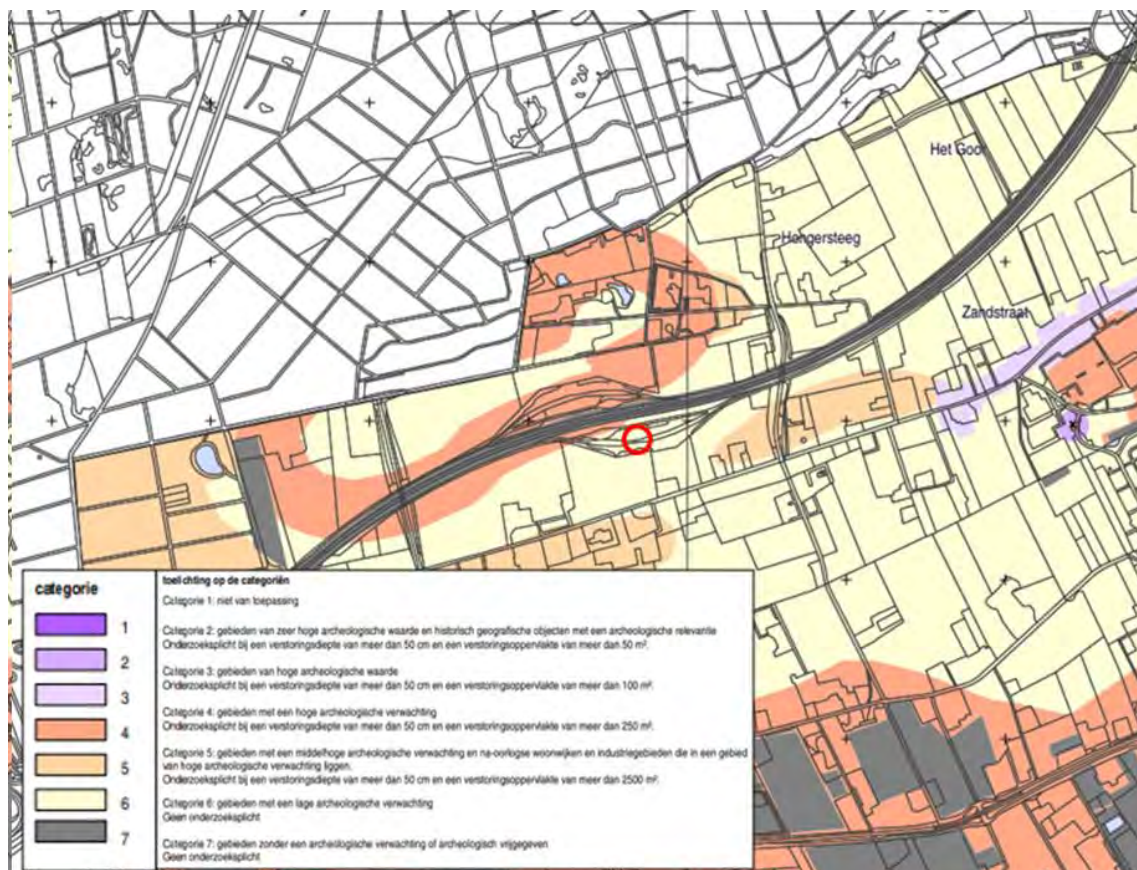 Het Goor
Hongersteeg
Zandstraat
categorie
1
2
3
4
5
6
7
toelichting op de categoriën
Categorie 1: niet van toepassing
Categorie 2: gebieden van zeer hoge archeologische waarde en historisch geografische objecten met een archeologische relevantie
Onderzoeksplicht bij een verstoringsdiepte van meer dan 50 cm en een verstoringsoppervlakte van meer dan 50 m².
Categorie 3: gebieden van hoge archeologische waarde
Onderzoeksplicht bij een verstoringsdiepte van meer dan 50 cm en een verstoringsoppervlakte van meer dan 100 m².
Categorie 4: gebieden met een hoge archeologische verwachting
Onderzoeksplicht bij een verstoringsdiepte van meer dan 50 cm en een verstoringsoppervlakte van meer dan 250 m².
Categorie 5: gebieden met een middelhoge archeologische verwachting en na-oorlogse woonwijken en industriegebieden die in een gebied
van hoge archeologische verwachting liggen.
Onderzoeksplicht bij een verstoringsdiepte van meer dan 50 cm en een verstoringsoppervlakte van meer dan 2500 m².
Categorie 6: gebieden met een lage archeologische verwachting
Geen onderzoeksplicht
Categorie 7: gebieden zonder een archeologische verwachting of archeologisch vrijgegeven
Geen onderzoeksplicht